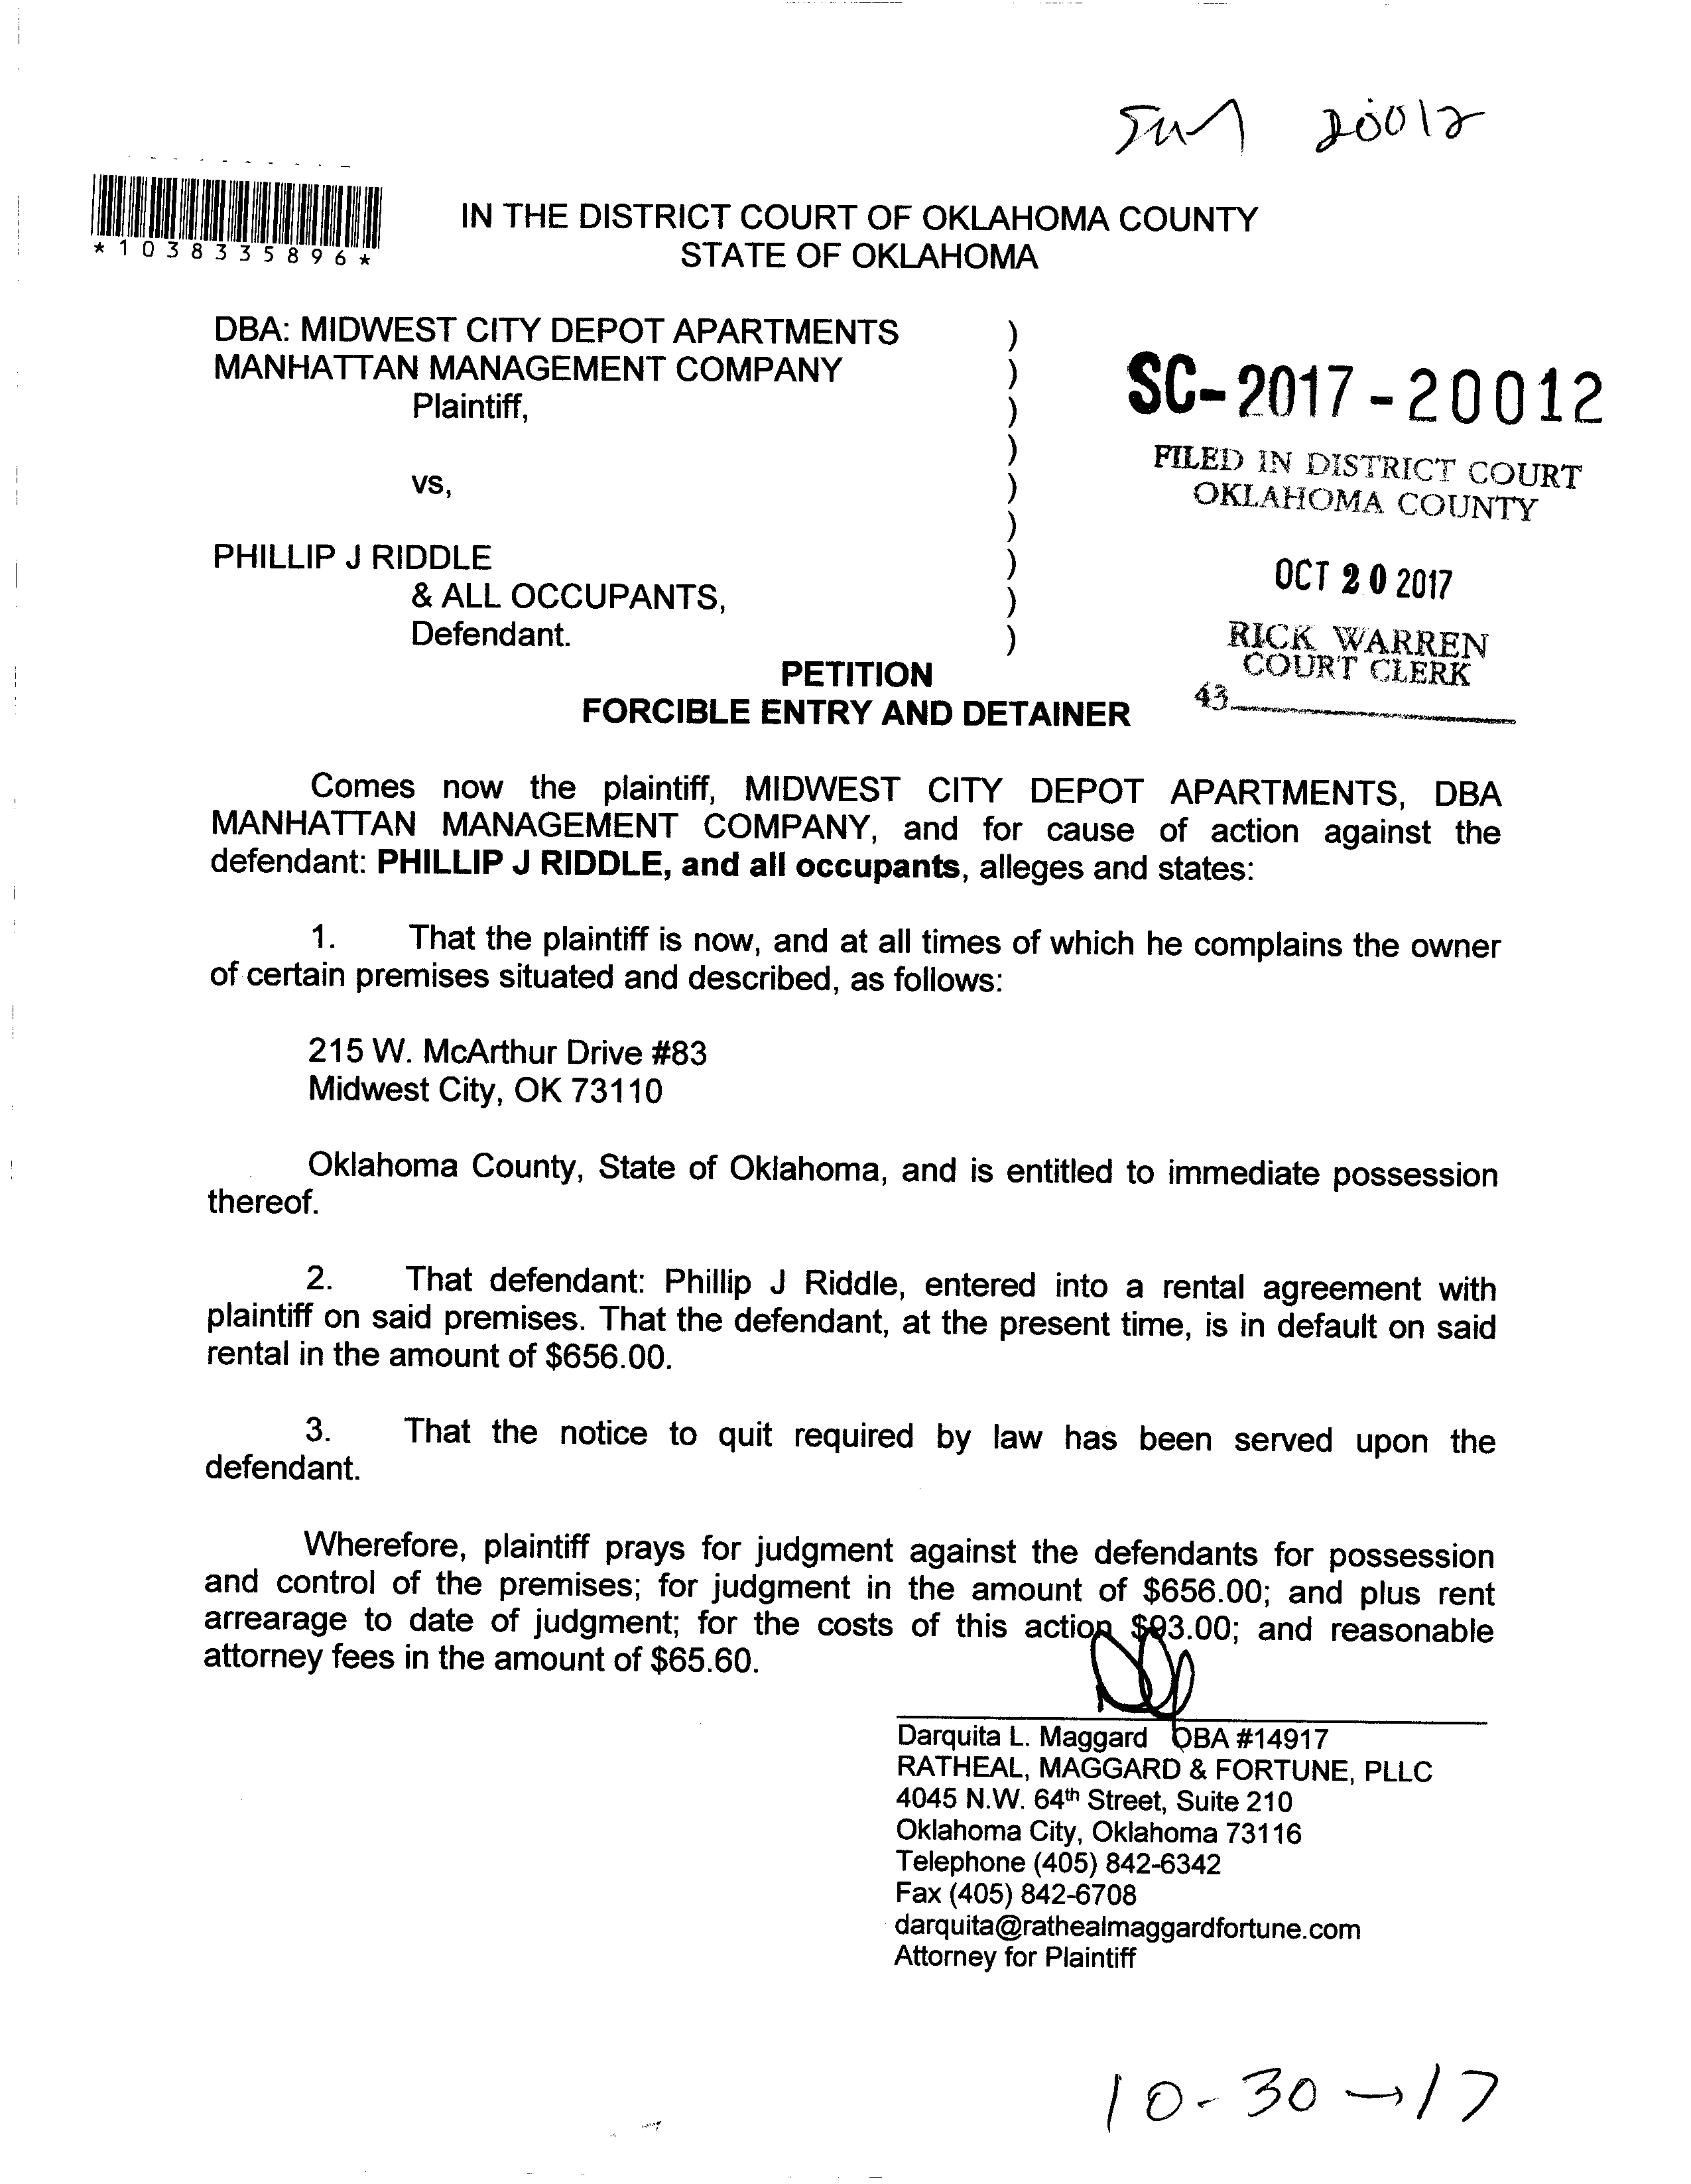 20012
*1038335896*
IN THE DISTRICT COURT OF OKLAHOMA COUNTY
STATE OF OKLAHOMA
DBA: MIDWEST CITY DEPOT APARTMENTS )
MANHATTAN MANAGEMENT COMPANY )
Plaintiff, )
)
vs, )
)
PHILLIP J RIDDLE )
& ALL OCCUPANTS, )
Defendant. )
SC-2017-20012
FILED IN DISTRICT COURT
OKLAHOMA COUNTY
OCT 20 2017
RICK WARREN
COURT CLERK
43
PETITION
FORCIBLE ENTRY AND DETAINER
Comes now the plaintiff, MIDWEST CITY DEPOT APARTMENTS, DBA
MANHATTAN MANAGEMENT COMPANY, and for cause of action against the
defendant: PHILLIP J RIDDLE, and all occupants, alleges and states:
1. That the plaintiff is now, and at all times of which he complains the owner
of certain premises situated and described, as follows:
215 W. McArthur Drive #83
Midwest City, OK 73110
Oklahoma County, State of Oklahoma, and is entitled to immediate possession
thereof.
2. That defendant: Phillip J Riddle, entered into a rental agreement with
plaintiff on said premises. That the defendant, at the present time, is in default on said
rental in the amount of $656.00.
3. That the notice to quit required by law has been served upon the
defendant.
Wherefore, plaintiff prays for judgment against the defendants for possession
and control of the premises; for judgment in the amount of $656.00; and plus rent
arrearage to date of judgment; for the costs of this action $93.00; and reasonable
attorney fees in the amount of $65.60.
Darquita L. Maggard OBA #14917
RATHEAL, MAGGARD & FORTUNE, PLLC
4045 N.W. 64th Street, Suite 210
Oklahoma City, Oklahoma 73116
Telephone (405) 842-6342
Fax (405) 842-6708
darquita@rathealmaggardfortune.com
Attorney for Plaintiff
10-30-17